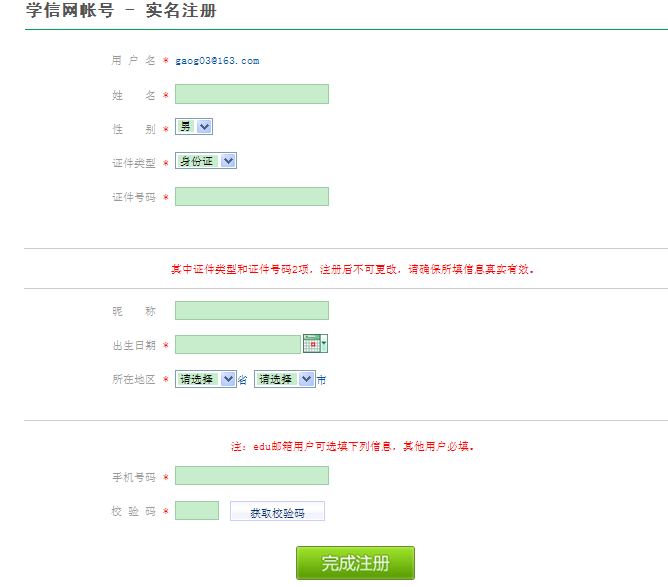 学信网帐号 - 实名注册
用 户 名 * gaog03@163.com
姓 名 *
性 别 * 男
证件类型 * 身份证
证件号码 *
其中证件类型和证件号码2项，注册后不可更改，请确保所填信息真实有效。
昵 称
出生日期 *
所在地区 * 请选择 省 请选择 市
注：edu邮箱用户可选填下列信息，其他用户必填。
手机号码 *
校 验 码 * 获取校验码
完成注册